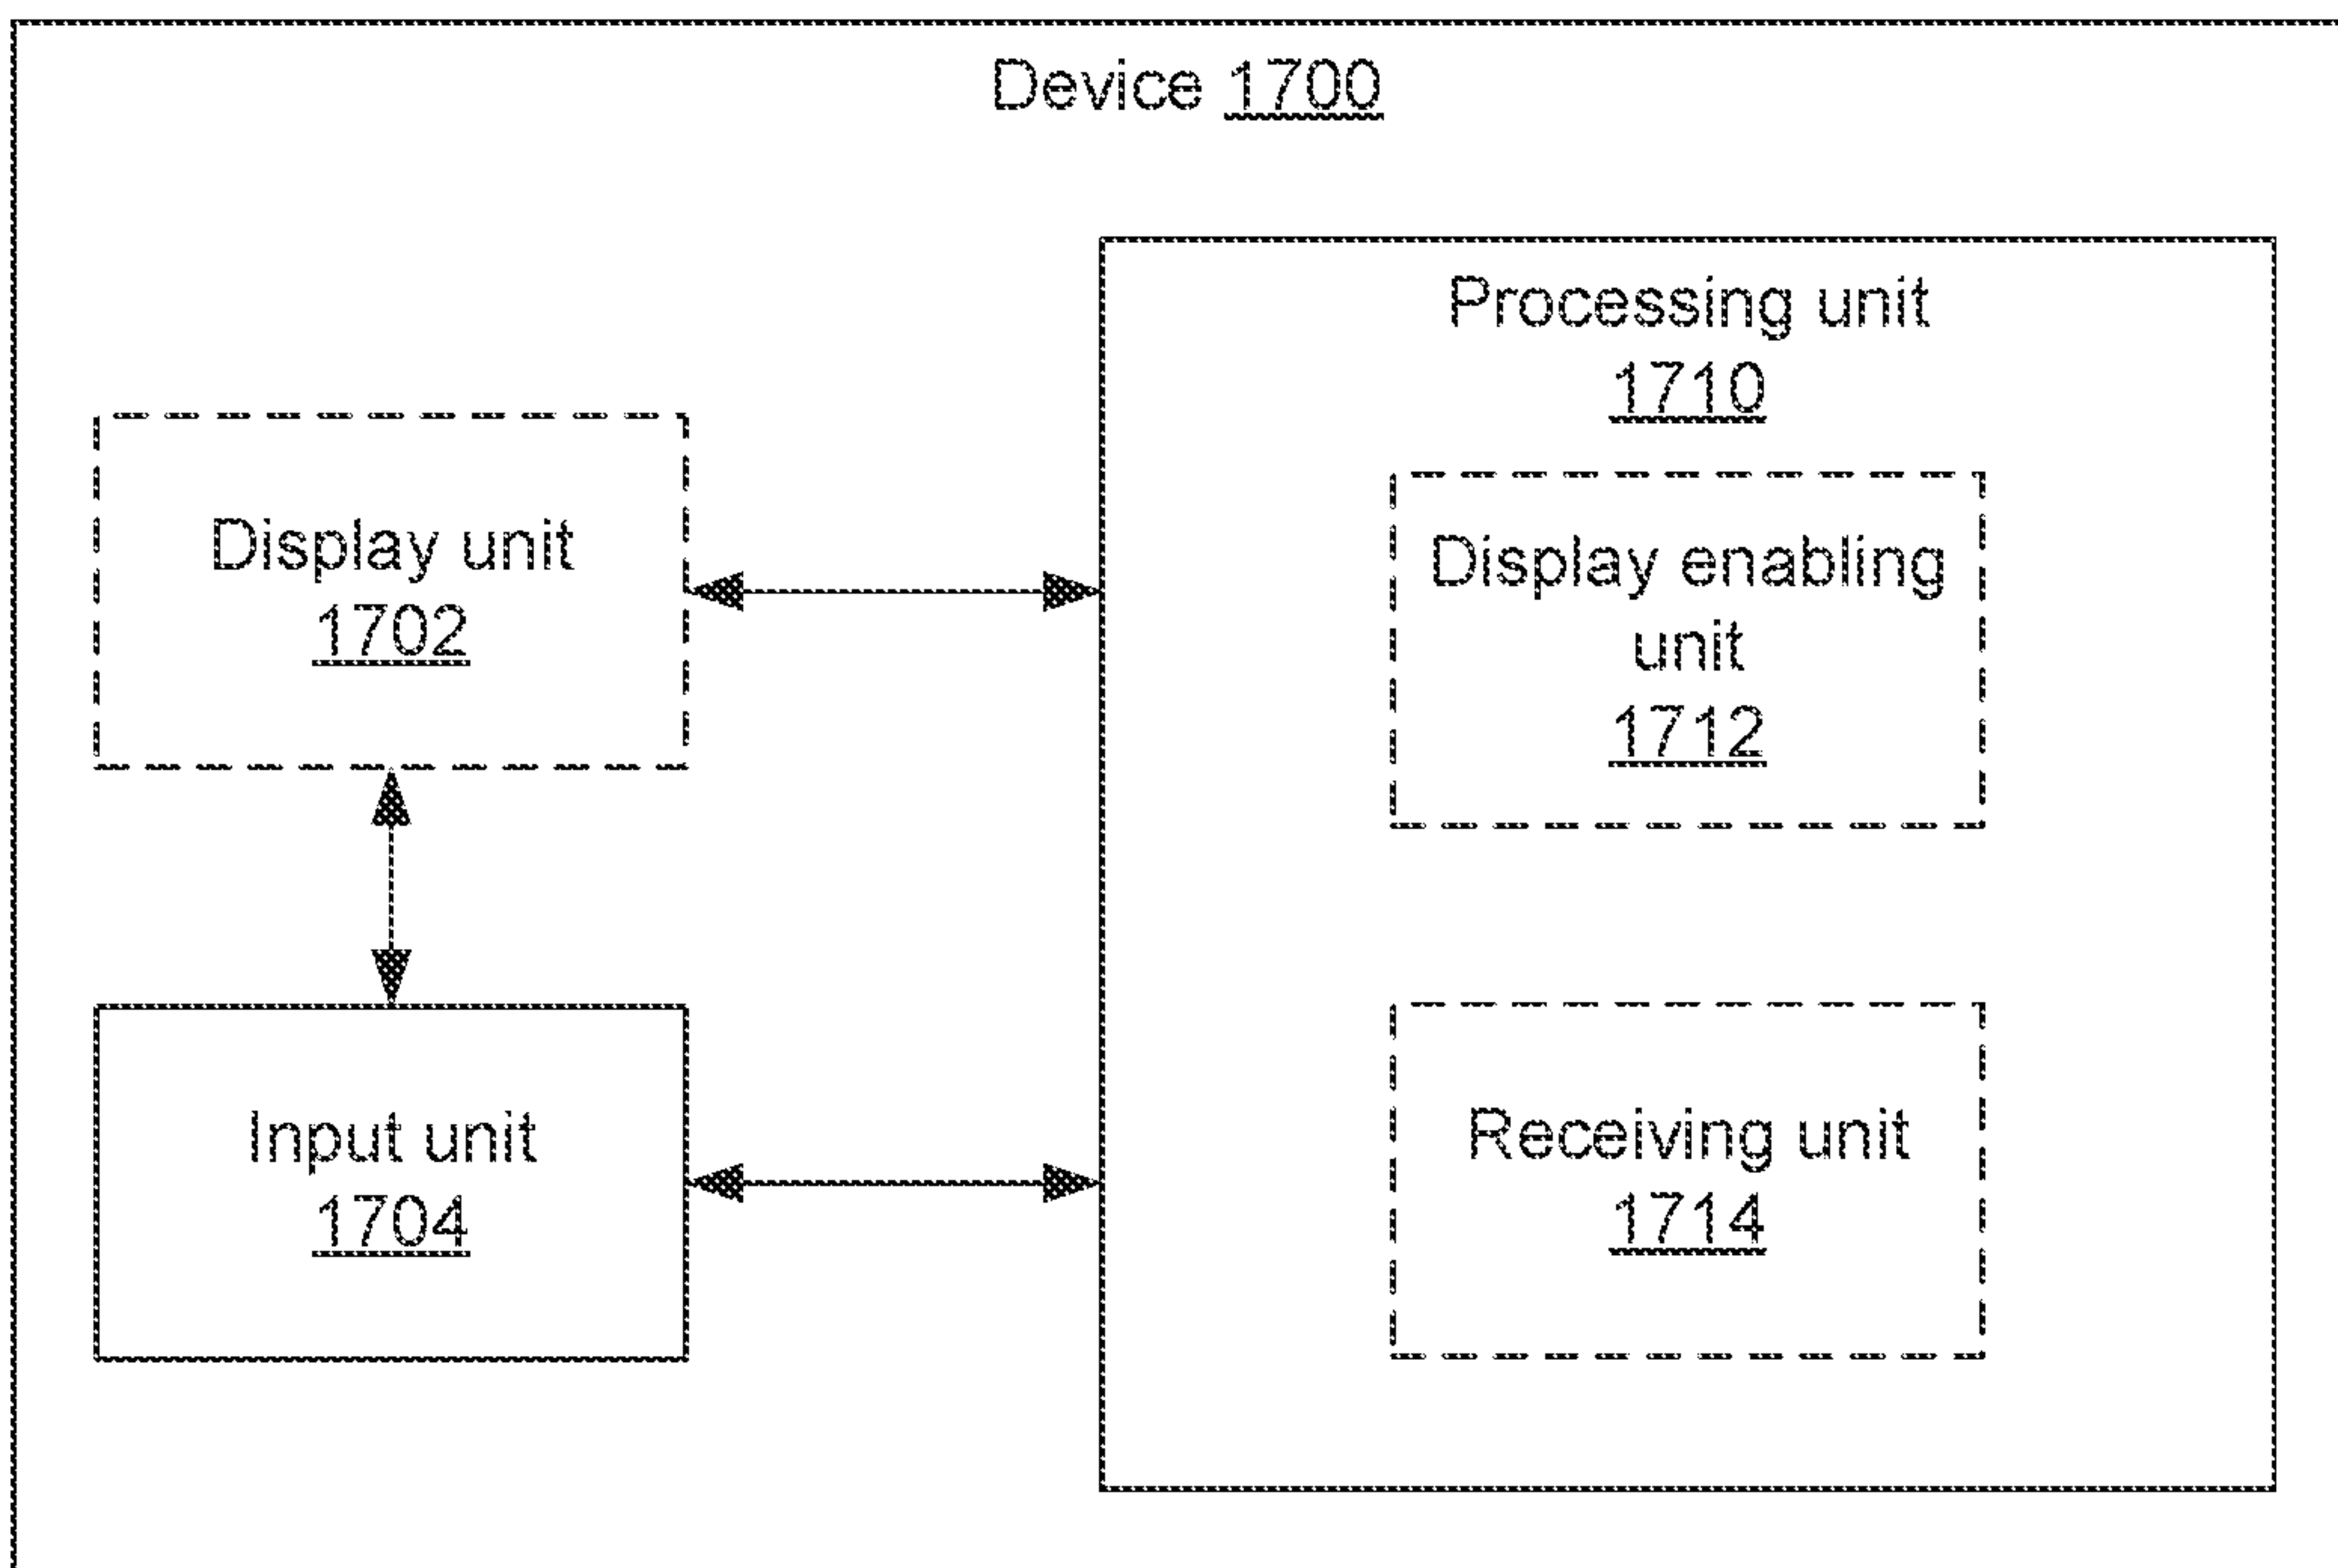 Device 1700
Processing unit
1710
Display unit
1702
Display enabling
unit
1712
Input unit
1704
Receiving unit
1714